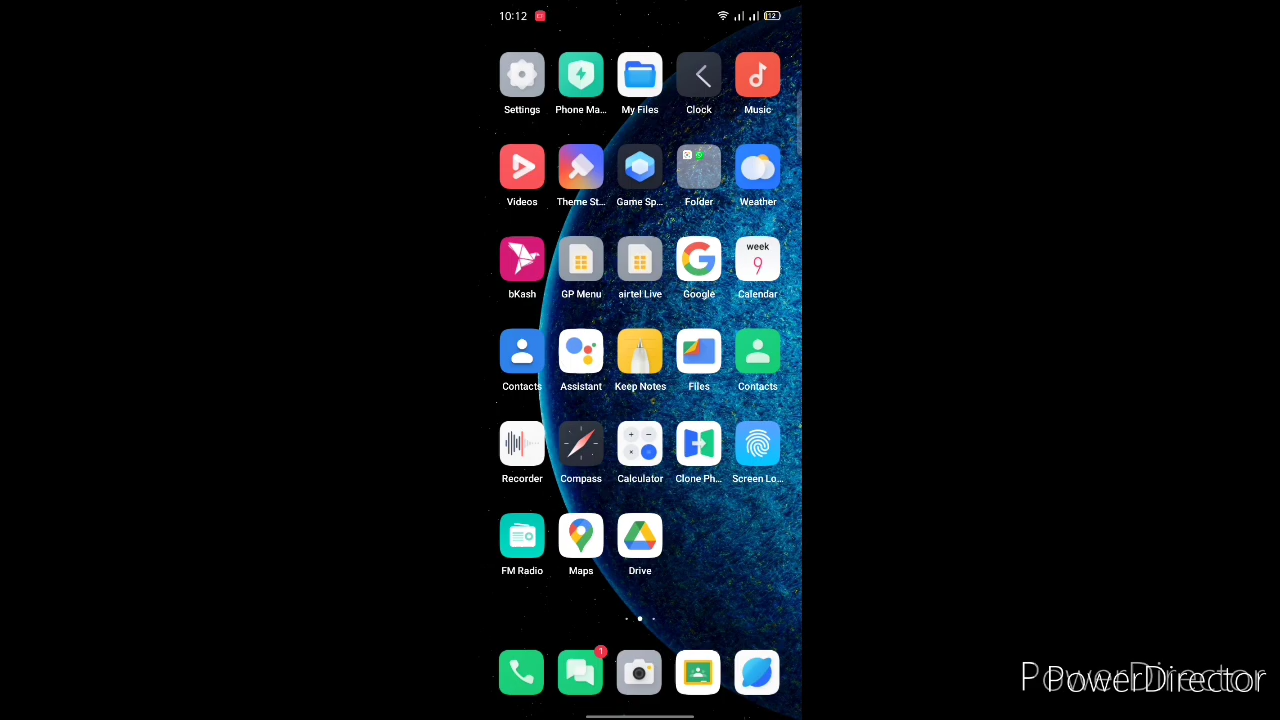 10:12 12
Settings Phone Ma... My Files Clock Music
Videos Theme St... Game Sp... Folder Weather
week
9
bKash GP Menu airtel Live Google Calendar
Contacts Assistant Keep Notes Files Contacts
Recorder Compass Calculator Clone Ph... Screen Lo...
FM Radio Maps Drive
1
PowerDirector
PowerDirector